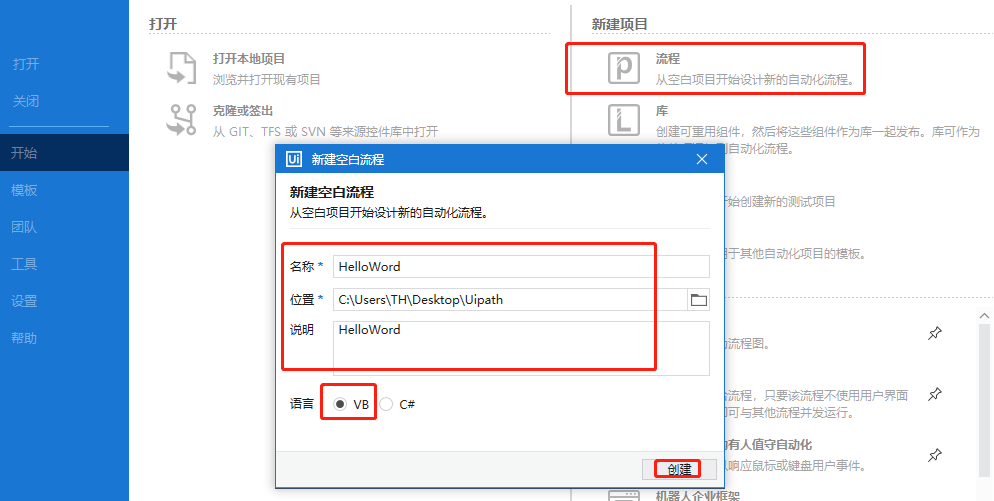 打开
关闭
开始
模板
团队
工具
设置
帮助
打开
打开本地项目
浏览并打开现有项目
克隆或签出
从 GIT、TFS 或 SVN 等来源控件库中打开
新建项目
流程
从空白项目开始设计新的自动化流程。
库
创建可重用组件，然后将这些组件作为库一起发布。库可作为
到自动化流程。
始创建新的测试项目
于其他自动化项目的模板。
流程图。
流程，只要该流程不使用用户界面
可与其他流程并发运行。
有人值守自动化
响应鼠标或键盘用户事件。
机器人企业框架
Ui 新建空白流程
新建空白流程
从空白项目开始设计新的自动化流程。
名称 * HelloWord
位置 * C:\Users\TH\Desktop\Uipath
说明 HelloWord
语言 VB C#
创建